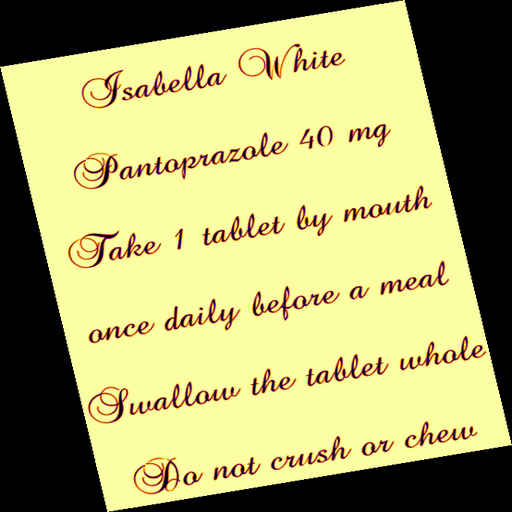 Isabella White
Pantoprazole 40 mg
Take 1 tablet by mouth
once daily before a meal
Swallow the tablet whole
Do not crush or chew